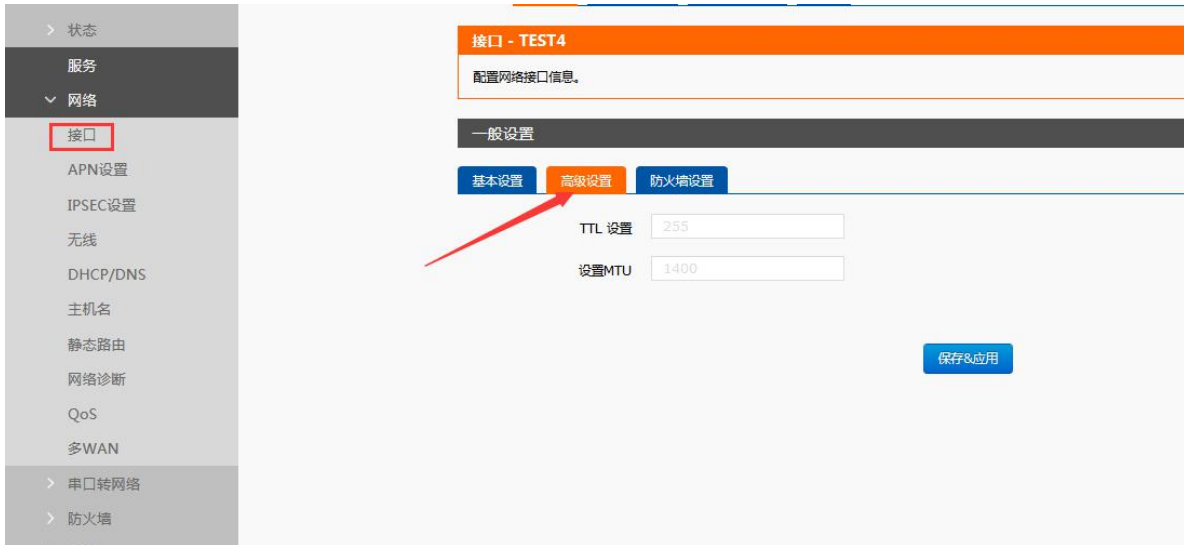 状态
服务
网络
接口
APN设置
IPSEC设置
无线
DHCP/DNS
主机名
静态路由
网络诊断
QoS
多WAN
串口转网络
防火墙
接口 - TEST4
配置网络接口信息。
一般设置
基本设置 高级设置 防火墙设置
TTL 设置 255
设置MTU 1400
保存&应用